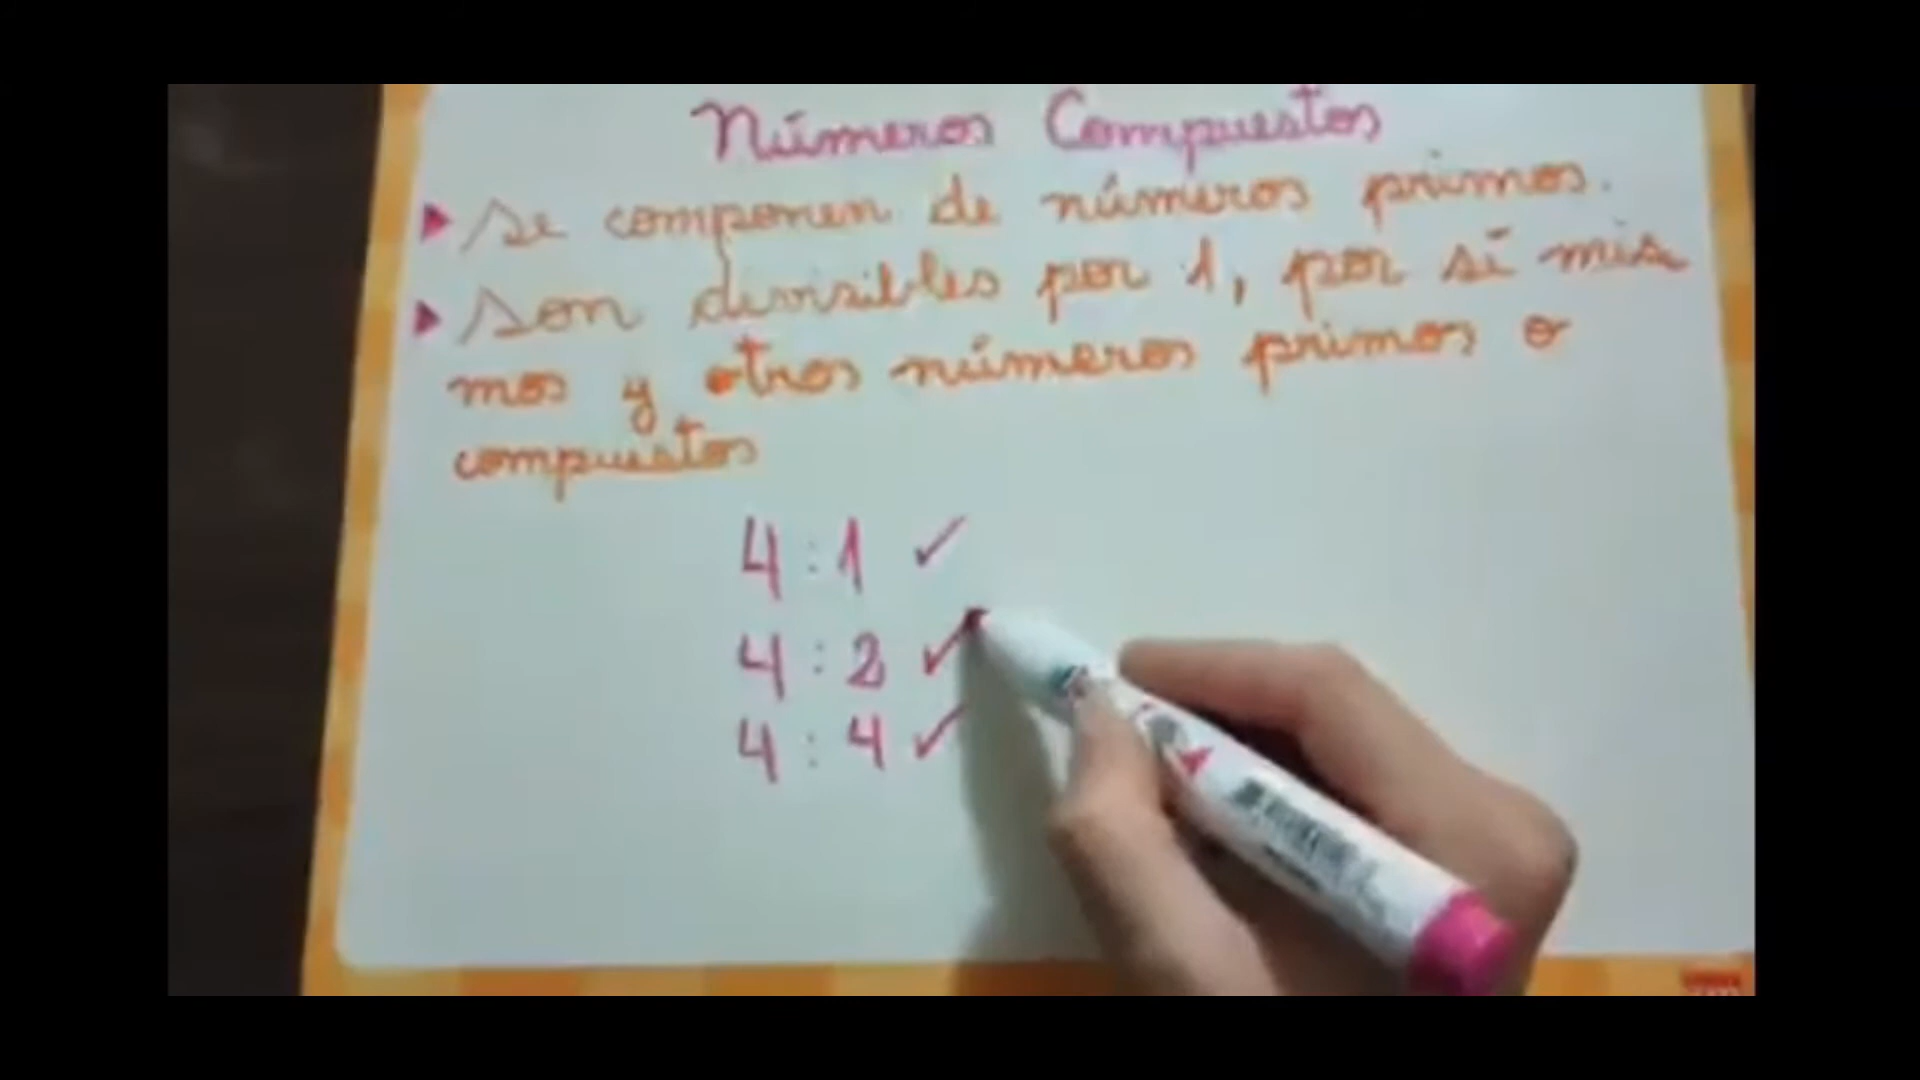 Números Compuestos
▶ Se componen de números primos.
▶ Son divisibles por 1, por sí mis
mos y otros números primos o
compuestos
4 : 1 ✓
4 : 2 ✓
4 : 4 ✓